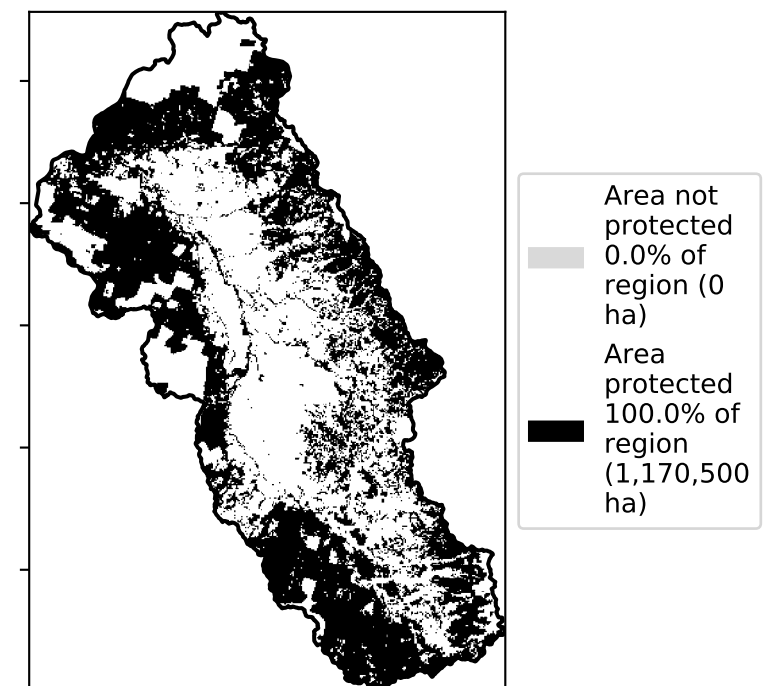 Area not
protected
0.0% of
region (0
ha)
Area
protected
100.0% of
region
(1,170,500
ha)